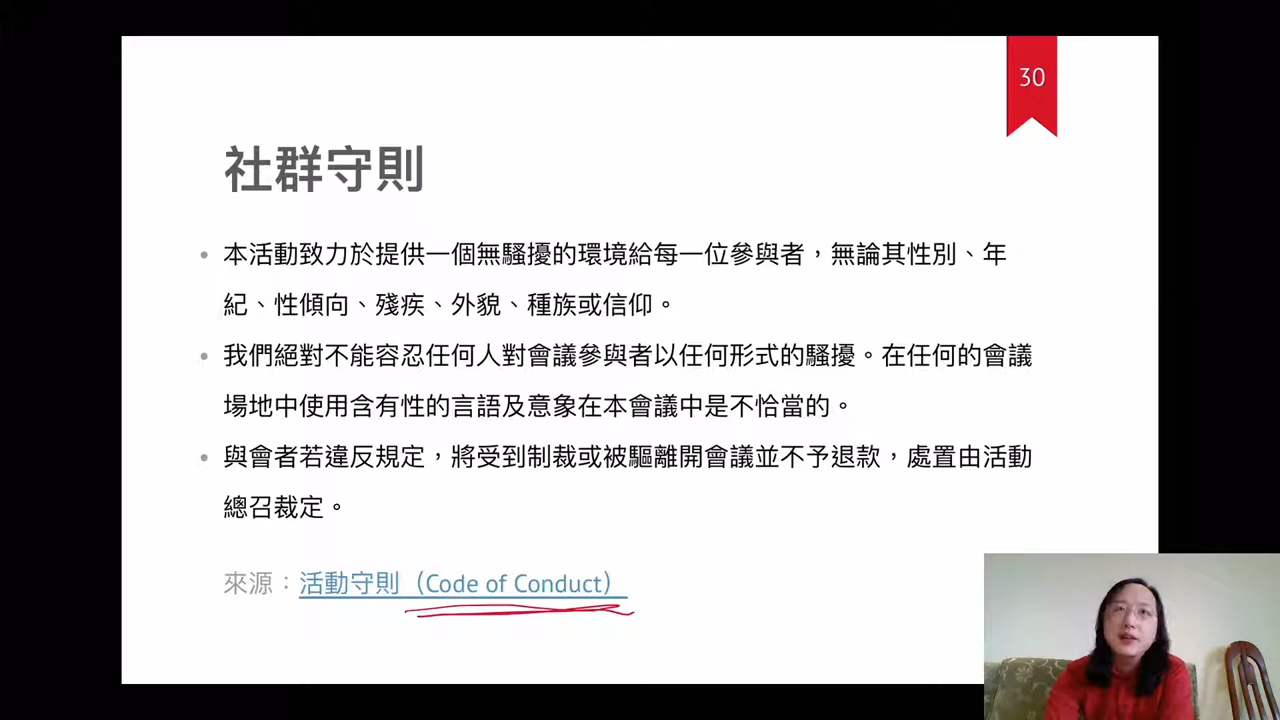 30
社群守則
本活動致力於提供一個無騷擾的環境給每一位參與者，無論其性別、年
紀、性傾向、殘疾、外貌、種族或信仰。
我們絕對不能容忍任何人對會議參與者以任何形式的騷擾。在任何的會議
場地中使用含有性的言語及意象在本會議中是不恰當的。
與會者若違反規定，將受到制裁或被驅離開會議並不予退款，處置由活動
總召裁定。
來源：活動守則（Code of Conduct）